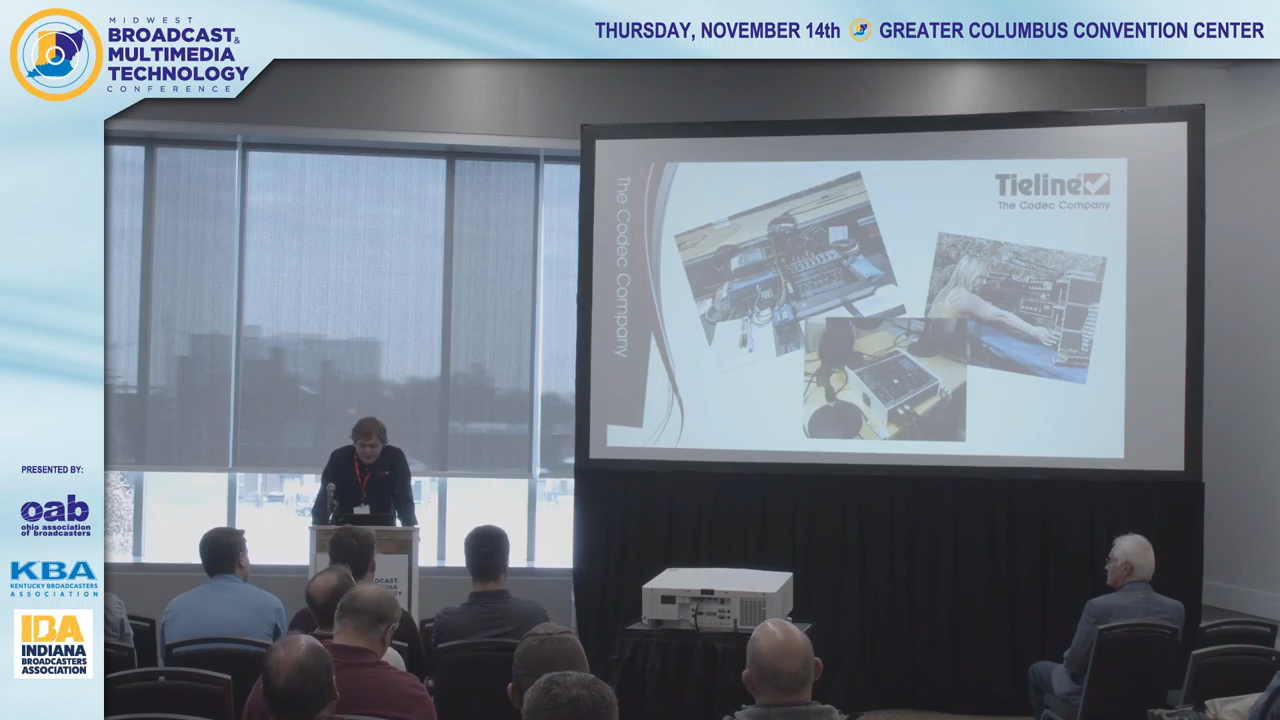 MIDWEST
BROADCAST &
MULTIMEDIA
TECHNOLOGY
CONFERENCE
THURSDAY, NOVEMBER 14th
GREATER COLUMBUS CONVENTION CENTER
The Codec Company
Tieline
The Codec Company
PRESENTED BY:
oab
ohio association
of broadcasters
KBA
KENTUCKY BROADCASTERS
ASSOCIATION
IBA
INDIANA
BROADCASTERS
ASSOCIATION